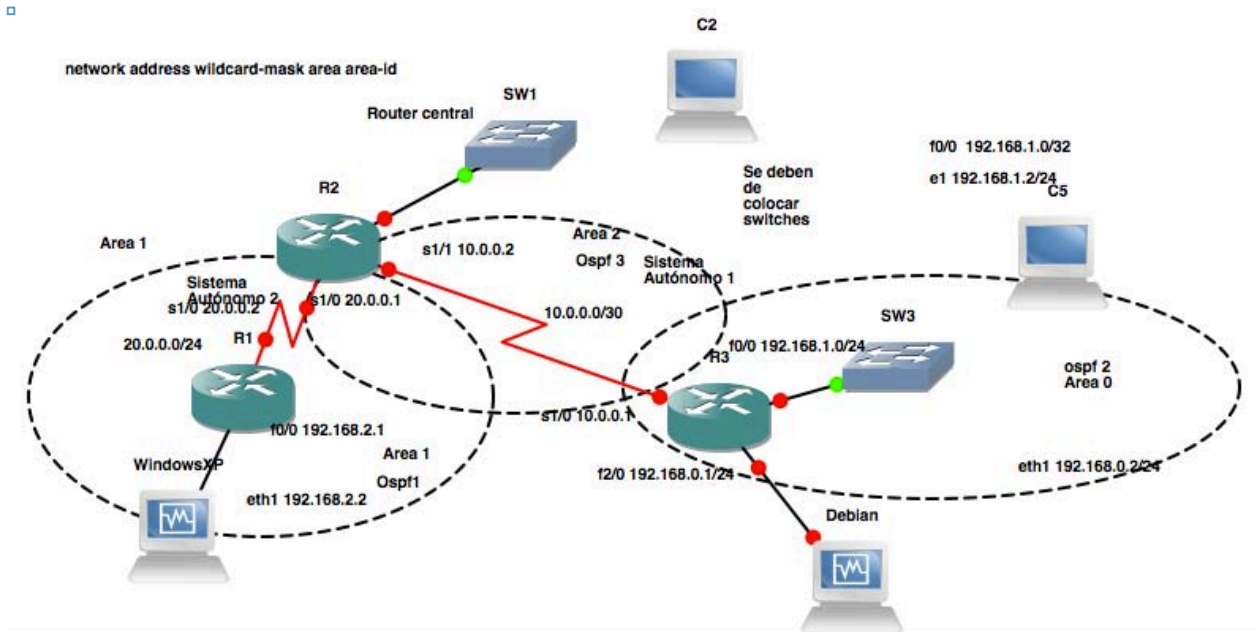 C2
network address wildcard-mask area area-id
SW1
Router central
f0/0 192.168.1.0/32
e1 192.168.1.2/24
C5
Se deben
de
colocar
switches
R2
Area 1
s1/1 10.0.0.2
Area 2
Ospf 3
Sistema
Autónomo 1
Sistema
Autónomo 2
s1/0 20.0.0.2
s1/0 20.0.0.1
10.0.0.0/30
SW3
20.0.0.0/24
R1
f0/0 192.168.1.0/24
R3
ospf 2
Area 0
s1/0 10.0.0.1
f0/0 192.168.2.1
Area 1
Ospf1
WindowsXP
eth1 192.168.2.2
f2/0 192.168.0.1/24
eth1 192.168.0.2/24
Debian